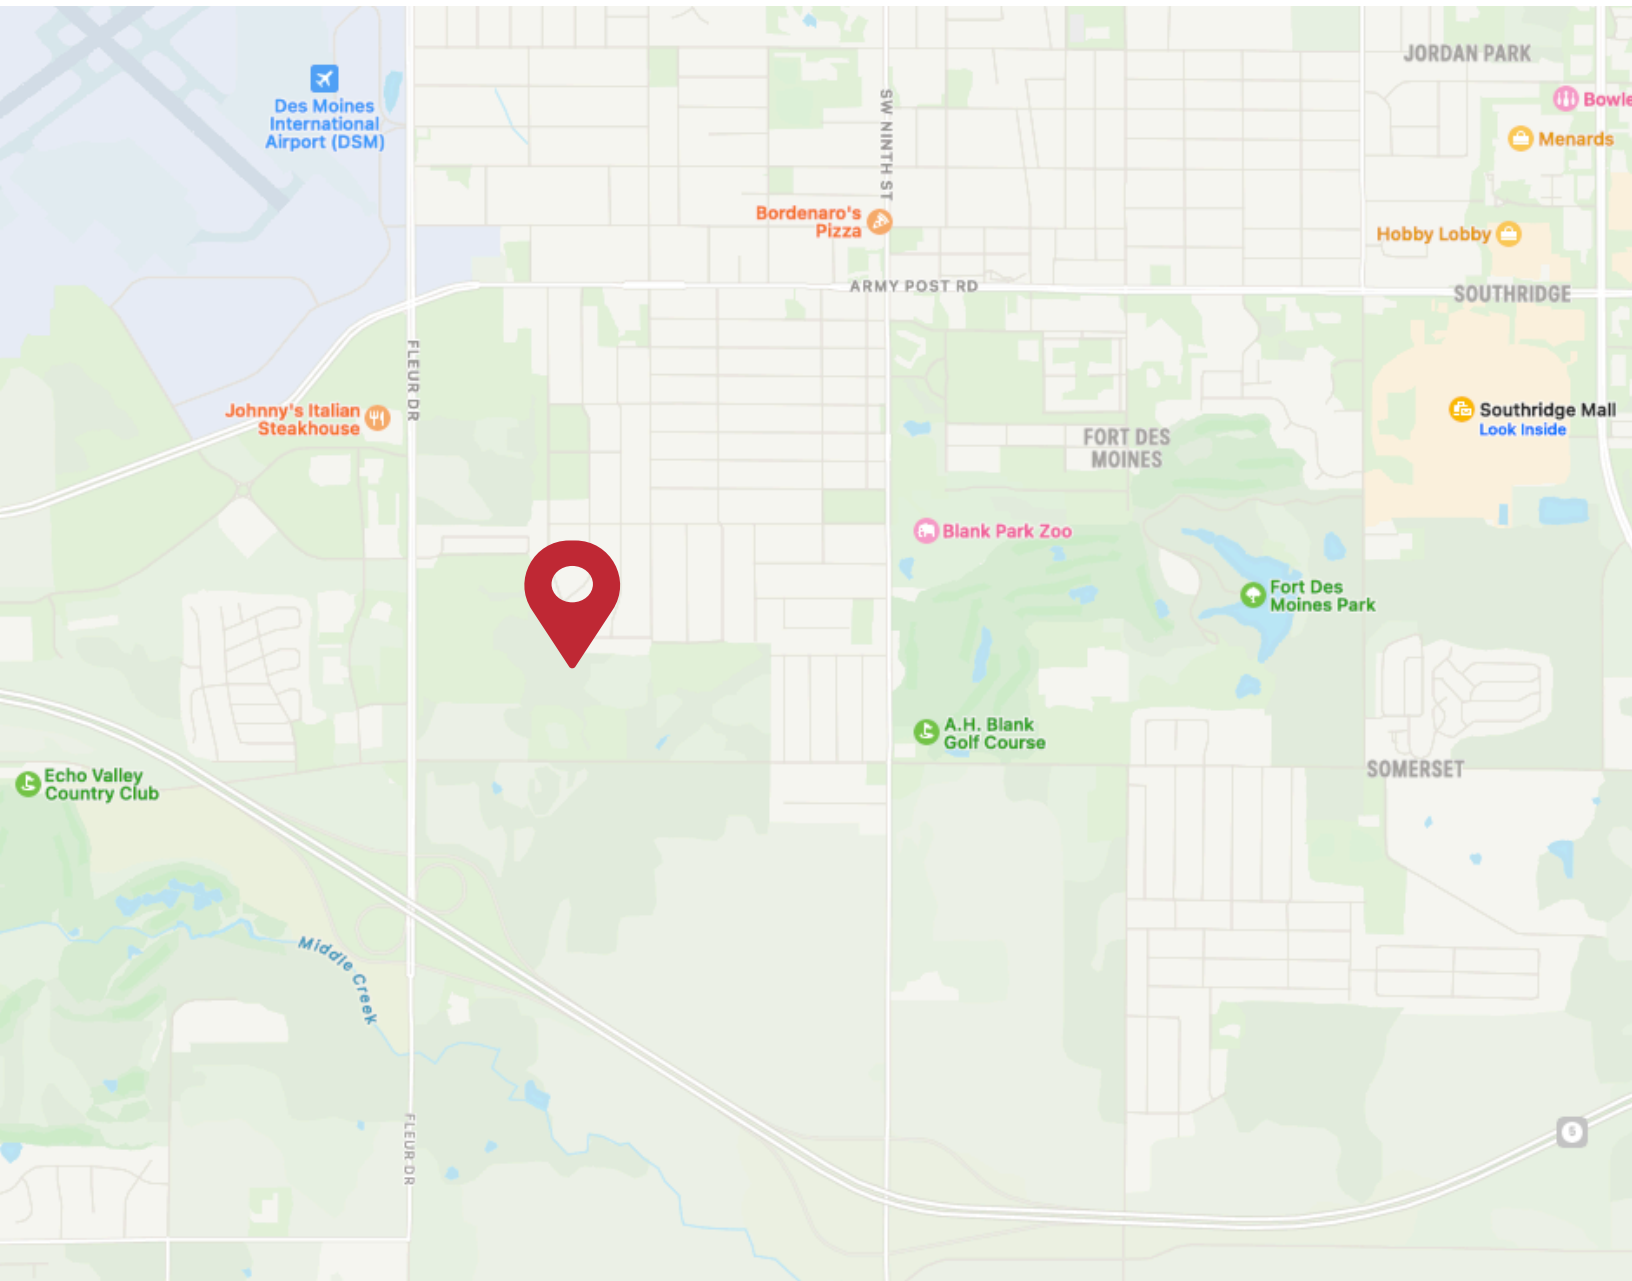 JORDAN PARK
Des Moines
International
Airport (DSM)
SW NINTH ST
Bowle
Menards
Bordenaro's
Pizza
Hobby Lobby
ARMY POST RD
SOUTHRIDGE
FLEUR DR
Johnny's Italian
Steakhouse
Southridge Mall
Look Inside
FORT DES
MOINES
Blank Park Zoo
Fort Des
Moines Park
A.H. Blank
Golf Course
SOMERSET
Echo Valley
Country Club
Middle Creek
FLEUR DR
5